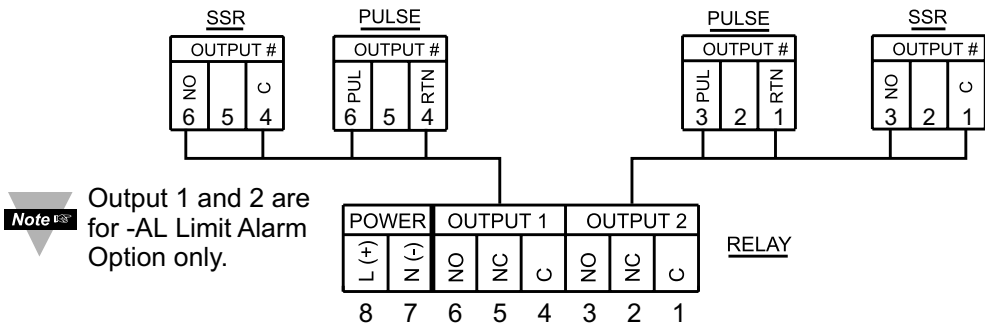 SSR
OUTPUT #
NO C
6 5 4
PULSE
OUTPUT #
PUL RTN
6 5 4
PULSE
OUTPUT #
PUL RTN
3 2 1
SSR
OUTPUT #
NO C
3 2 1
Note
Output 1 and 2 are
for -AL Limit Alarm
Option only.
POWER OUTPUT 1 OUTPUT 2
L (+) N (-) NO NC C NO NC C
8 7 6 5 4 3 2 1
RELAY